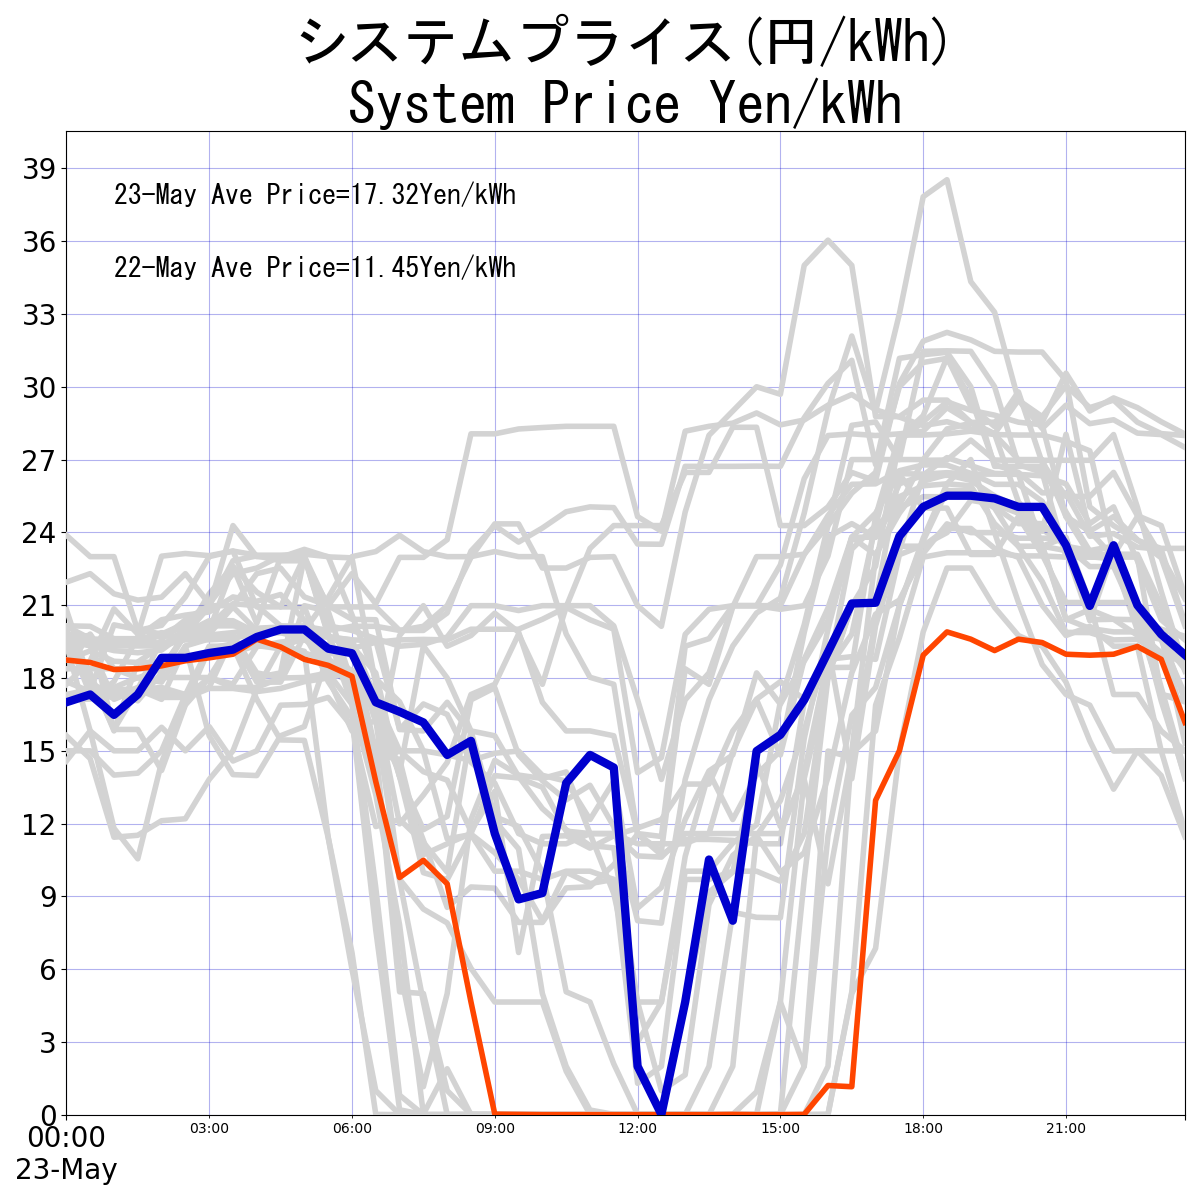 システムプライス(円/kWh)
System Price Yen/kWh
39
23-May Ave Price=17.32Yen/kWh
36
22-May Ave Price=11.45Yen/kWh
33
30
27
24
21
18
15
12
9
6
3
0
00:00 03:00 06:00 09:00 12:00 15:00 18:00 21:00
23-May